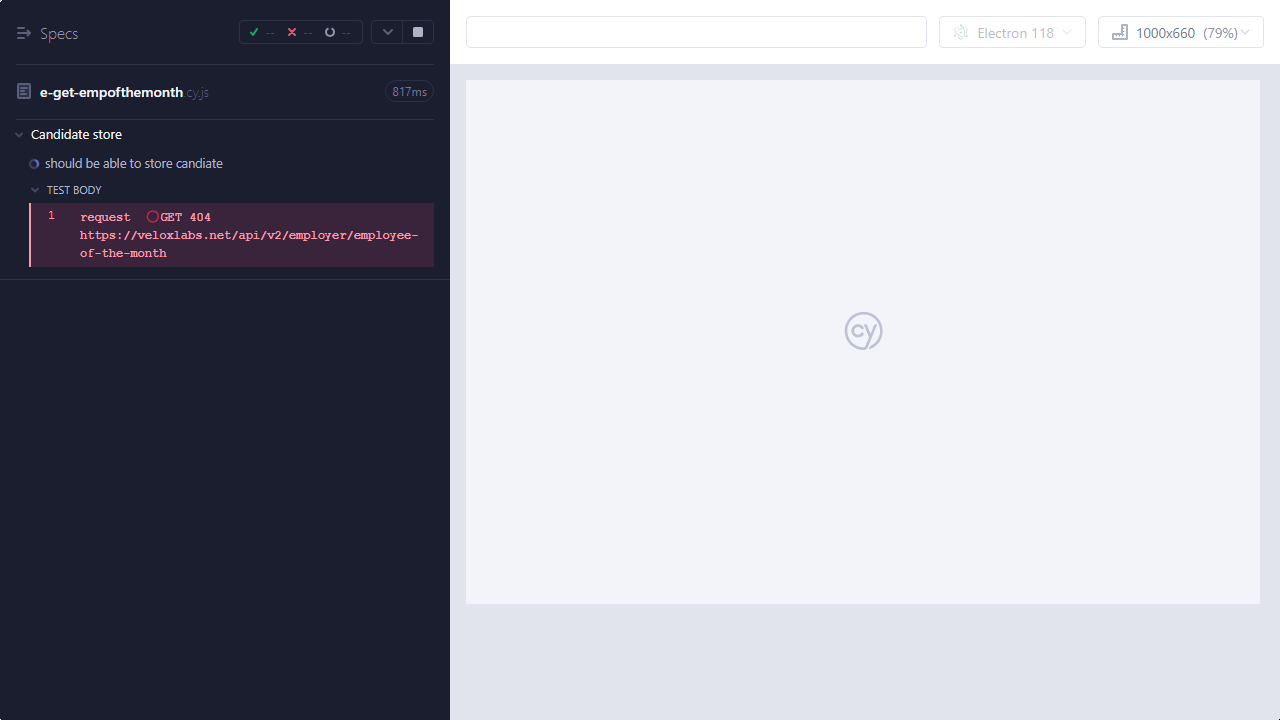 Specs
--
--
--
Electron 118
1000x660 (79%)
e-get-empofthemonth.cy.js
817ms
Candidate store
should be able to store candiate
TEST BODY
1 request GET 404
https://veloxlabs.net/api/v2/employer/employee-
of-the-month
cy